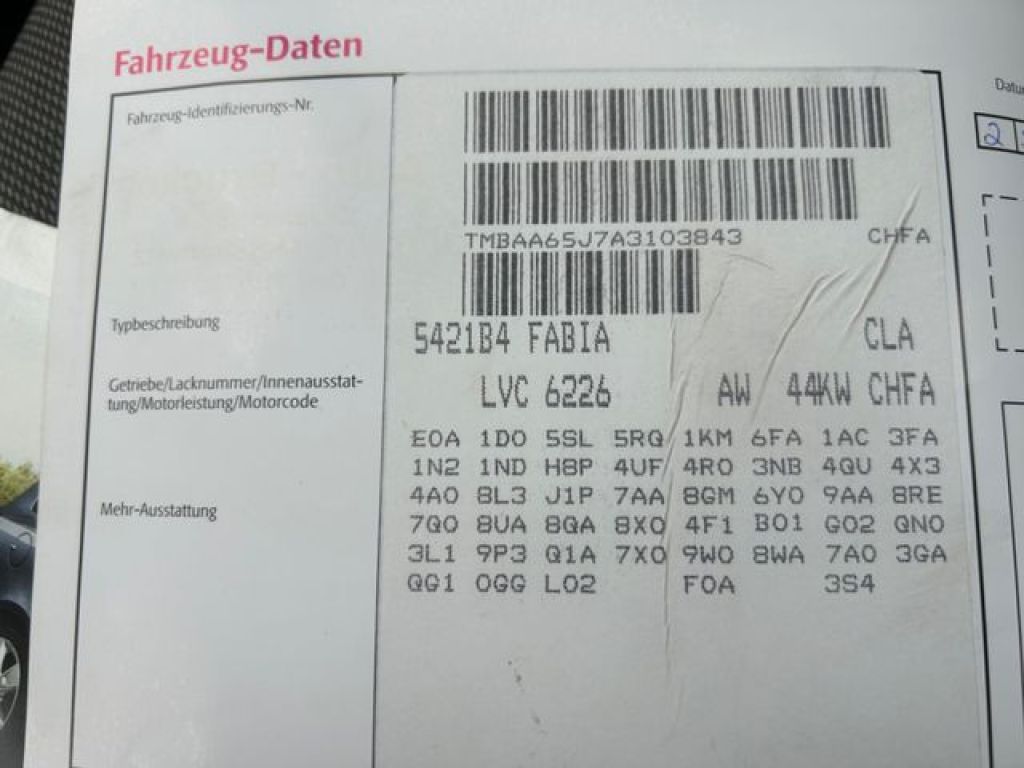 Fahrzeug-Daten
Fahrzeug-Identifizierungs-Nr.
Datum
2
TMBAA65J7A3103843 CHFA
Typbeschreibung
5421B4 FABIA CLA
Getriebe/Lacknummer/Innenausstat-
tung/Motorleistung/Motorcode
LVC 6226 AW 44KW CHFA
E0A 1D0 5SL 5RQ 1KM 6FA 1AC 3FA
1N2 1ND H8P 4UF 4R0 3NB 4QU 4X3
4A0 8L3 J1P 7AA 8GM 6Y0 9AA 8RE
Mehr-Ausstattung
7Q0 8UA 8QA 8X0 4F1 B01 G02 QN0
3L1 9P3 Q1A 7X0 9W0 8WA 7A0 3GA
QG1 0GG L02 F0A 3S4